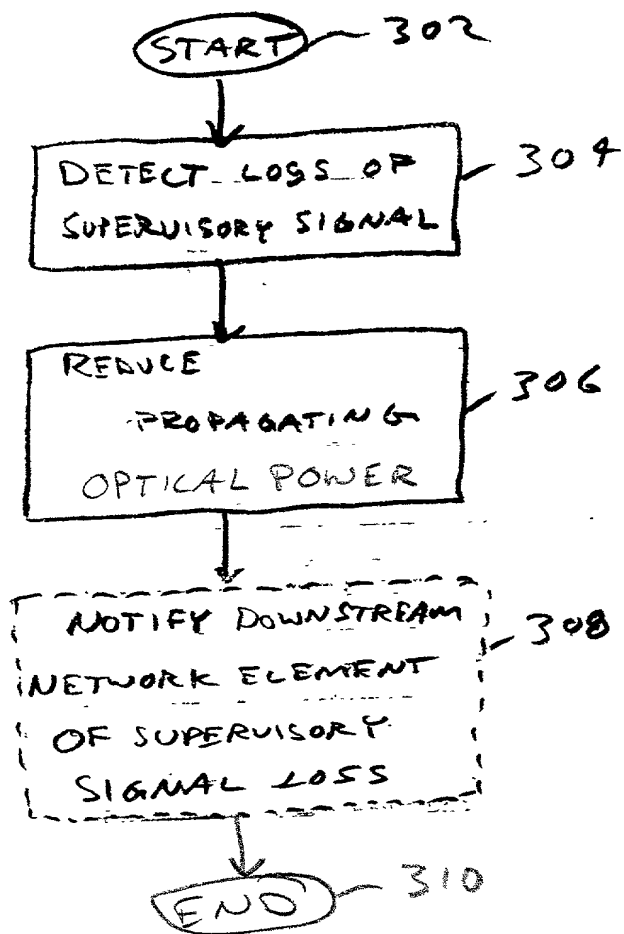 START 302
DETECT LOSS OF 304
SUPERVISORY SIGNAL
REDUCE
PROPAGATING 306
OPTICAL POWER
NOTIFY DOWNSTREAM 308
NETWORK ELEMENT
OF SUPERVISORY
SIGNAL LOSS
END 310